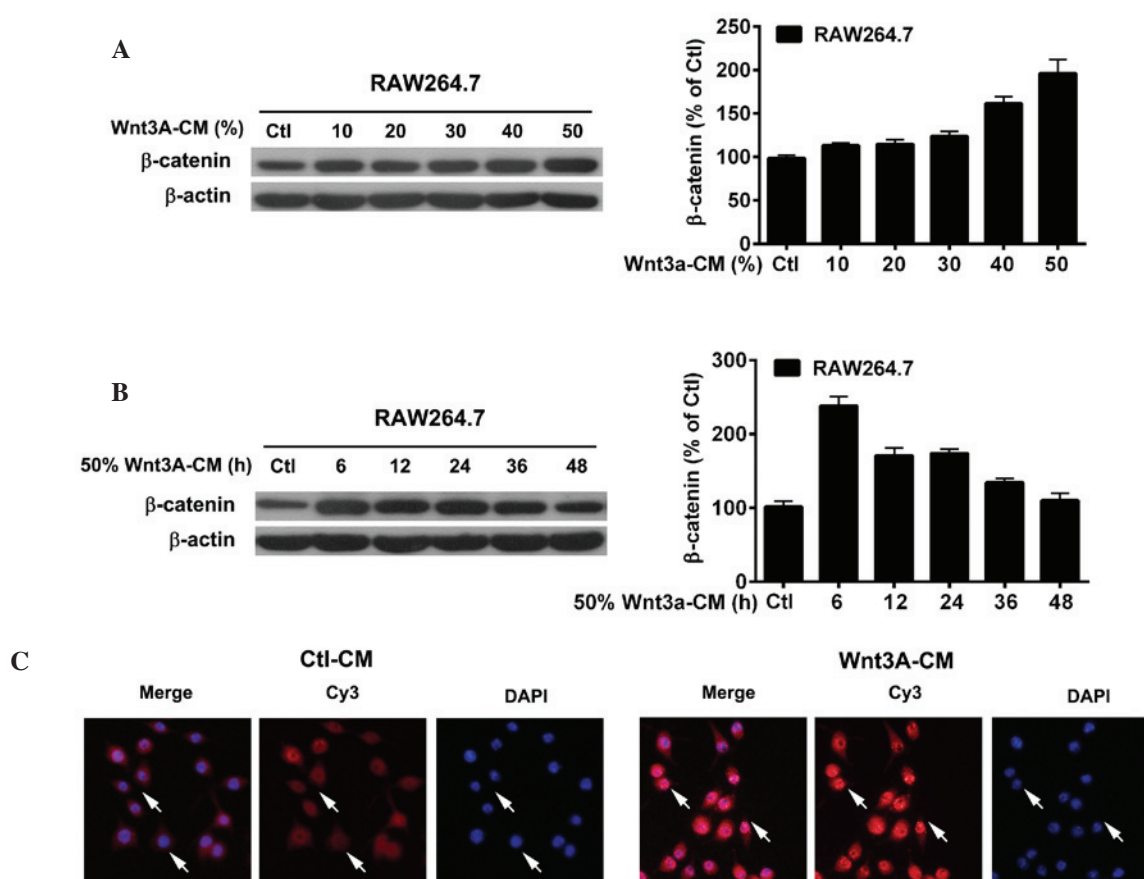 A
RAW264.7
Wnt3A-CM (%) Ctl 10 20 30 40 50
β-catenin
β-actin
RAW264.7
β-catenin (% of Ctl)
250
200
150
100
50
0
Wnt3a-CM (%) Ctl 10 20 30 40 50
B
RAW264.7
50% Wnt3A-CM (h) Ctl 6 12 24 36 48
β-catenin
β-actin
RAW264.7
β-catenin (% of Ctl)
300
200
100
0
50% Wnt3a-CM (h) Ctl 6 12 24 36 48
C
Ctl-CM
Merge Cy3 DAPI
Wnt3A-CM
Merge Cy3 DAPI